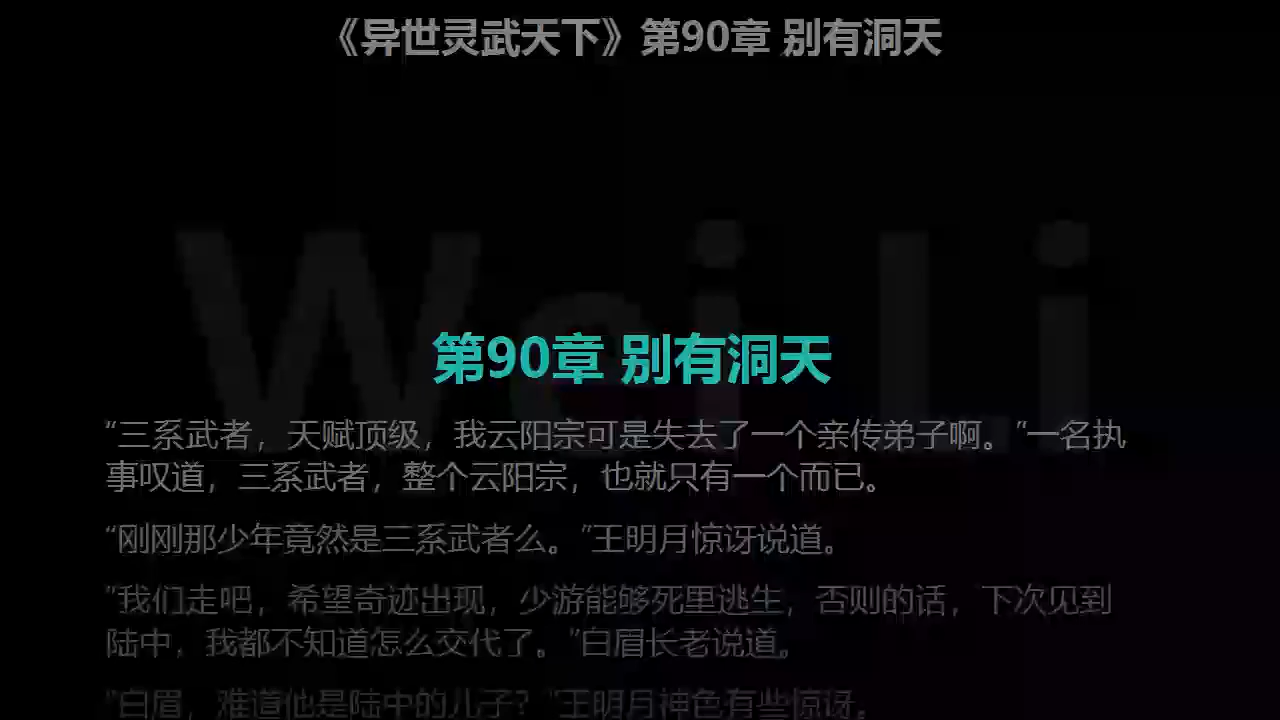 《异世灵武天下》第90章 别有洞天
Wei Li
第90章 别有洞天
“三系武者，天赋顶级，我云阳宗可是失去了一个亲传弟子啊。”一名执
事叹道，三系武者，整个云阳宗，也就只有一个而已。
“刚刚那少年竟然是三系武者么。”王明月惊讶说道。
“我们走吧，希望奇迹出现，少游能够死里逃生，否则的话，下次见到
陆中，我都不知道怎么交代了。”白眉长老说道。
“白眉，难道他是陆中的儿子？”王明月神色有些惊讶。